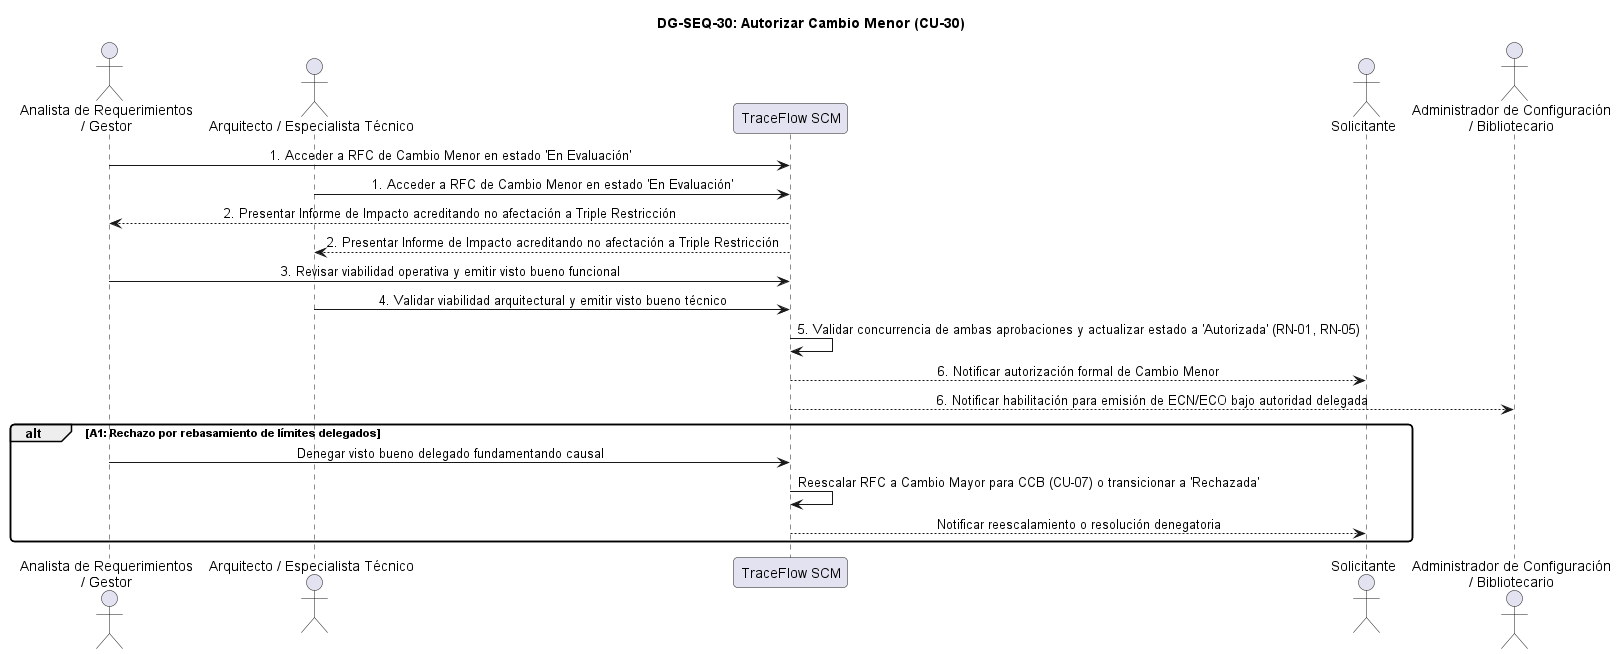 DG-SEQ-30: Autorizar Cambio Menor (CU-30)
Analista de Requerimientos
/ Gestor
Arquitecto / Especialista Técnico
TraceFlow SCM
Solicitante
Administrador de Configuración
/ Bibliotecario
1. Acceder a RFC de Cambio Menor en estado 'En Evaluación'
1. Acceder a RFC de Cambio Menor en estado 'En Evaluación'
2. Presentar Informe de Impacto acreditando no afectación a Triple Restricción
2. Presentar Informe de Impacto acreditando no afectación a Triple Restricción
3. Revisar viabilidad operativa y emitir visto bueno funcional
4. Validar viabilidad arquitectural y emitir visto bueno técnico
5. Validar concurrencia de ambas aprobaciones y actualizar estado a 'Autorizada' (RN-01, RN-05)
6. Notificar autorización formal de Cambio Menor
6. Notificar habilitación para emisión de ECN/ECO bajo autoridad delegada
alt [A1: Rechazo por rebasamiento de límites delegados]
Denegar visto bueno delegado fundamentando causal
Reescalar RFC a Cambio Mayor para CCB (CU-07) o transicionar a 'Rechazada'
Notificar reescalamiento o resolución denegatoria
Analista de Requerimientos
/ Gestor
Arquitecto / Especialista Técnico
TraceFlow SCM
Solicitante
Administrador de Configuración
/ Bibliotecario